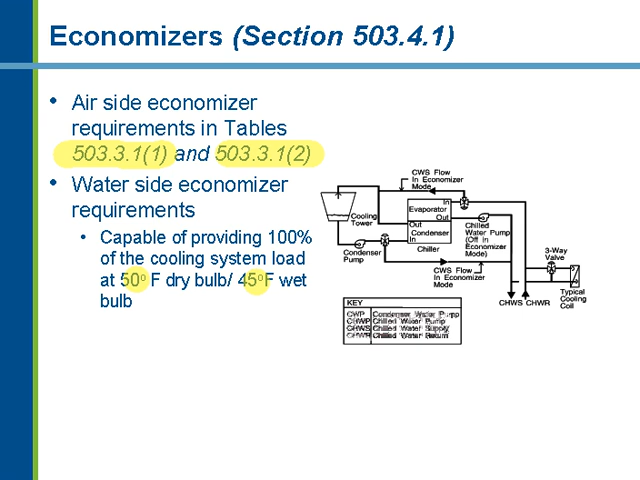 Economizers (Section 503.4.1)
• Air side economizer
requirements in Tables
503.3.1(1) and 503.3.1(2)
• Water side economizer
requirements
• Capable of providing 100%
of the cooling system load
at 50º F dry bulb/ 45ºF wet
bulb
CWS Flow
In Economizer
Mode
Cooling
Tower
In
Evaporator
Out
Out
Condenser
In
Chiller
Condenser
Pump
Chilled
Water Pump
(Off In
Economizer
Mode)
CWS Flow
In Economizer
Mode
3-Way
Valve
CHWS
CHWR
Typical
Cooling
Coil
KEY
CWP Condenser Water Pump
CHWP Chilled Water Pump
CHWS Chilled Water Supply
CHWR Chilled Water Return